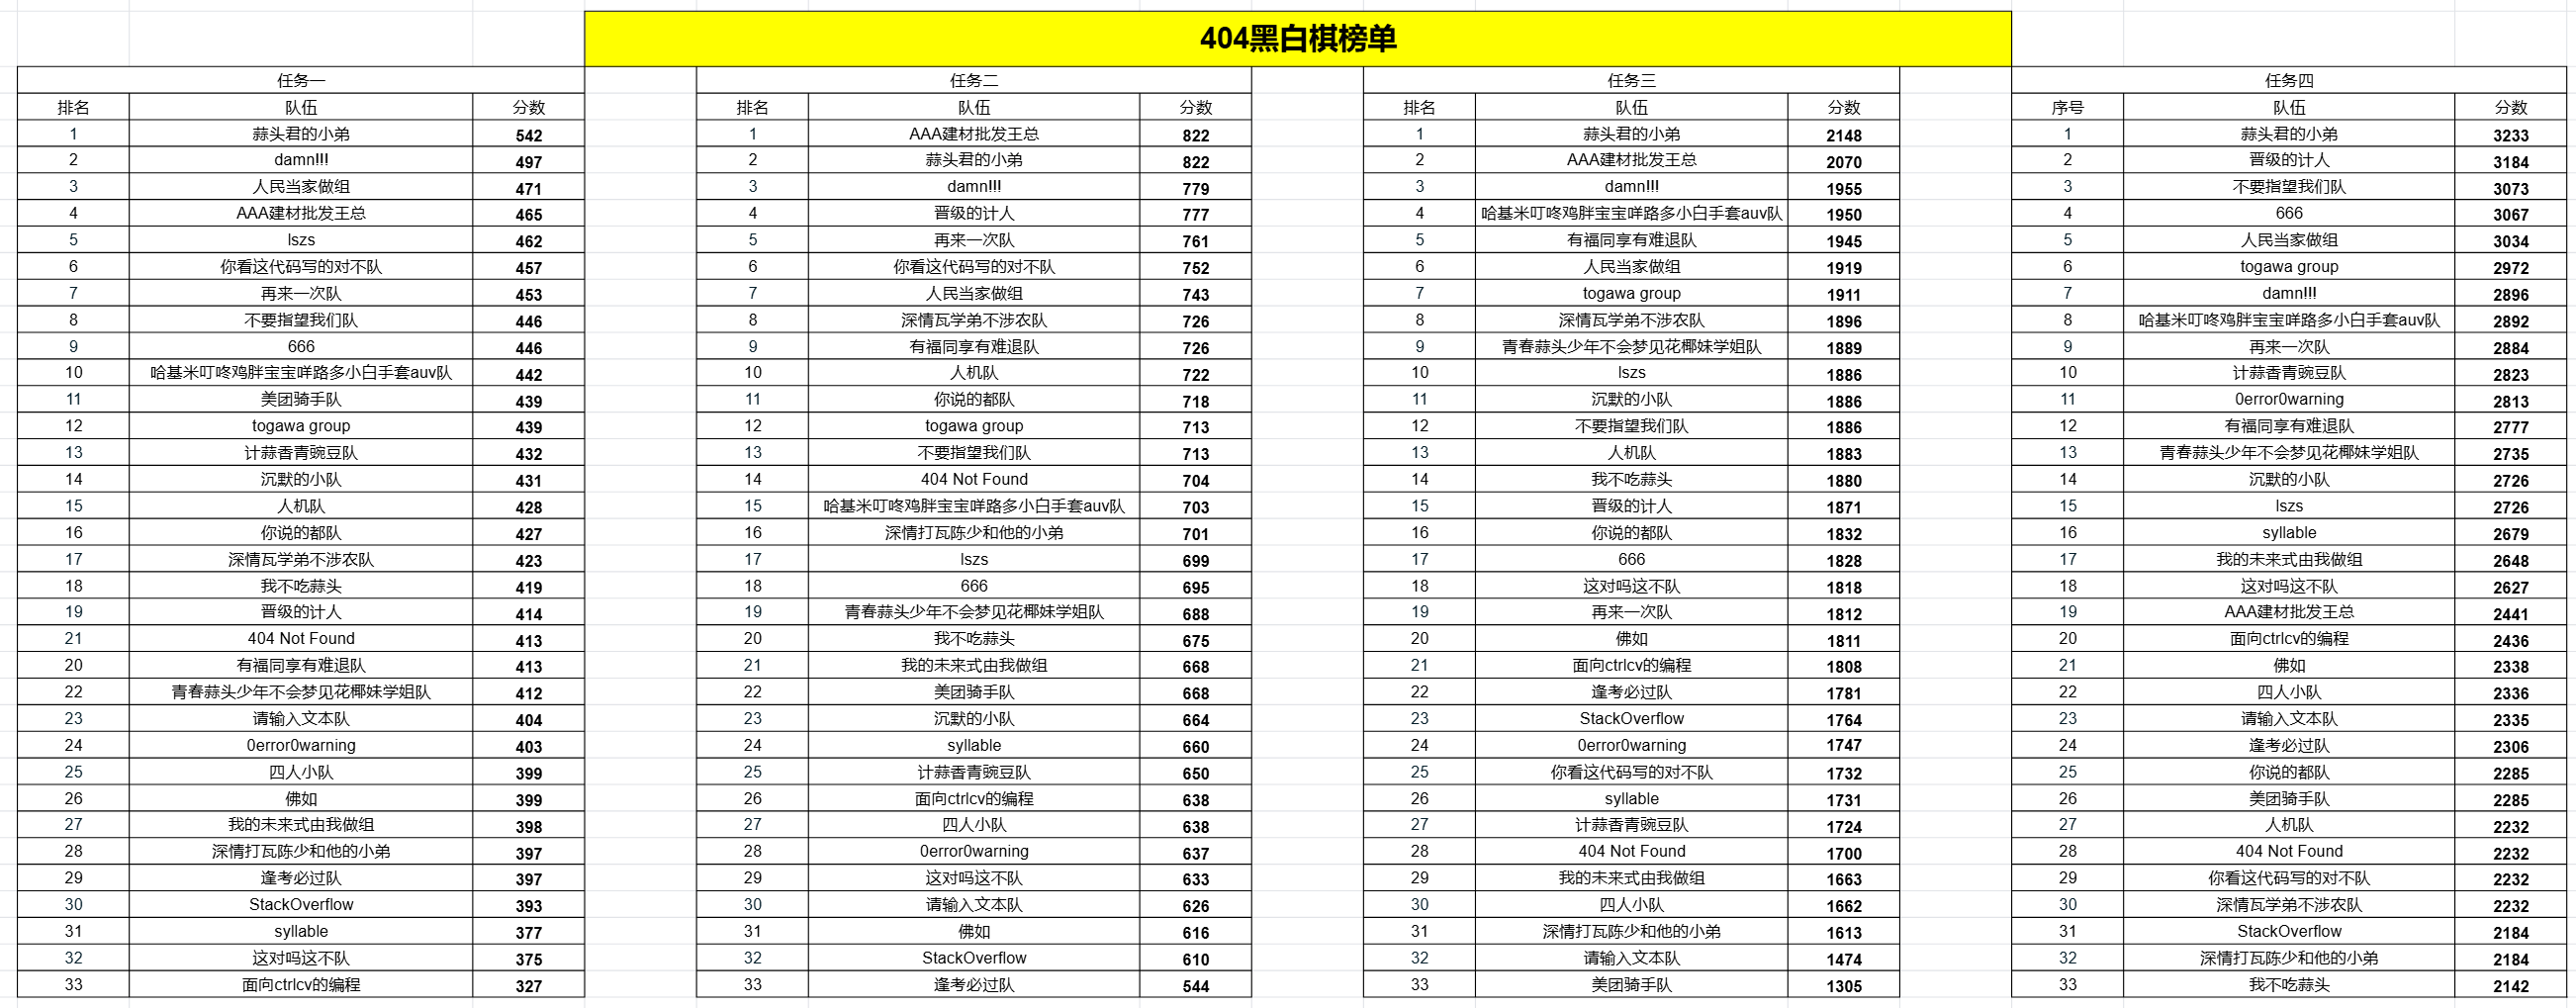 404黑白棋榜单
任务一 任务二 任务三 任务四
排名 队伍 分数 排名 队伍 分数 排名 队伍 分数 序号 队伍 分数
1 蒜头君的小弟 542 1 AAA建材批发王总 822 1 蒜头君的小弟 2148 1 蒜头君的小弟 3233
2 damn!!! 497 2 蒜头君的小弟 822 2 AAA建材批发王总 2070 2 晋级的计人 3184
3 人民当家做组 471 3 damn!!! 779 3 damn!!! 1955 3 不要指望我们队 3073
4 AAA建材批发王总 465 4 晋级的计人 777 4 哈基米叮咚鸡胖宝宝咩路多小白手套auv队 1950 4 666 3067
5 lszs 462 5 再来一次队 761 5 有福同享有难退队 1945 5 人民当家做组 3034
6 你看这代码写的对不队 457 6 你看这代码写的对不队 752 6 人民当家做组 1919 6 togawa group 2972
7 再来一次队 453 7 人民当家做组 743 7 togawa group 1911 7 damn!!! 2896
8 不要指望我们队 446 8 深情瓦学弟不涉农队 726 8 深情瓦学弟不涉农队 1896 8 哈基米叮咚鸡胖宝宝咩路多小白手套auv队 2892
9 666 446 9 有福同享有难退队 726 9 青春蒜头少年不会梦见花椰妹学姐队 1889 9 再来一次队 2884
10 哈基米叮咚鸡胖宝宝咩路多小白手套auv队 442 10 人机队 722 10 lszs 1886 10 计蒜香青豌豆队 2823
11 美团骑手队 439 11 你说的都队 718 11 沉默的小队 1886 11 0error0warning 2813
12 togawa group 439 12 togawa group 713 12 不要指望我们队 1886 12 有福同享有难退队 2777
13 计蒜香青豌豆队 432 13 不要指望我们队 713 13 人机队 1883 13 青春蒜头少年不会梦见花椰妹学姐队 2735
14 沉默的小队 431 14 404 Not Found 704 14 我不吃蒜头 1880 14 沉默的小队 2726
15 人机队 428 15 哈基米叮咚鸡胖宝宝咩路多小白手套auv队 703 15 晋级的计人 1871 15 lszs 2726
16 你说的都队 427 16 深情打瓦陈少和他的小弟 701 16 你说的都队 1832 16 syllable 2679
17 深情瓦学弟不涉农队 423 17 lszs 699 17 666 1828 17 我的未来式由我做组 2648
18 我不吃蒜头 419 18 666 695 18 这对吗这不队 1818 18 这对吗这不队 2627
19 晋级的计人 414 19 青春蒜头少年不会梦见花椰妹学姐队 688 19 再来一次队 1812 19 AAA建材批发王总 2441
21 404 Not Found 413 20 我不吃蒜头 675 20 佛如 1811 20 面向ctrlcv的编程 2436
20 有福同享有难退队 413 21 我的未来式由我做组 668 21 面向ctrlcv的编程 1808 21 佛如 2338
22 青春蒜头少年不会梦见花椰妹学姐队 412 22 美团骑手队 668 22 逢考必过队 1781 22 四人小队 2336
23 请输入文本队 404 23 沉默的小队 664 23 StackOverflow 1764 23 请输入文本队 2335
24 0error0warning 403 24 syllable 660 24 0error0warning 1747 24 逢考必过队 2306
25 四人小队 399 25 计蒜香青豌豆队 650 25 你看这代码写的对不队 1732 25 你说的都队 2285
26 佛如 399 26 面向ctrlcv的编程 638 26 syllable 1731 26 美团骑手队 2285
27 我的未来式由我做组 398 27 四人小队 638 27 计蒜香青豌豆队 1724 27 人机队 2232
28 深情打瓦陈少和他的小弟 397 28 0error0warning 637 28 404 Not Found 1700 28 404 Not Found 2232
29 逢考必过队 397 29 这对吗这不队 633 29 我的未来式由我做组 1663 29 你看这代码写的对不队 2232
30 StackOverflow 393 30 请输入文本队 626 30 四人小队 1662 30 深情瓦学弟不涉农队 2232
31 syllable 377 31 佛如 616 31 深情打瓦陈少和他的小弟 1613 31 StackOverflow 2184
32 这对吗这不队 375 32 StackOverflow 610 32 请输入文本队 1474 32 深情打瓦陈少和他的小弟 2184
33 面向ctrlcv的编程 327 33 逢考必过队 544 33 美团骑手队 1305 33 我不吃蒜头 2142